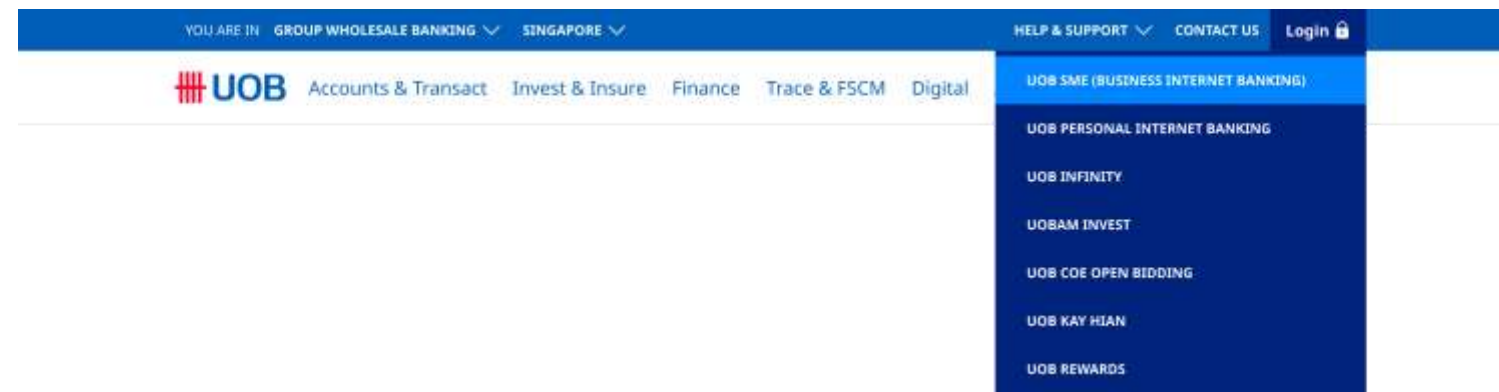 YOU ARE IN GROUP WHOLESALE BANKING SINGAPORE HELP & SUPPORT CONTACT US Login
UOB Accounts & Transact Invest & Insure Finance Trace & FSCM Digital
UOB SME (BUSINESS INTERNET BANKING)
UOB PERSONAL INTERNET BANKING
UOB INFINITY
UOBAM INVEST
UOB COE OPEN BIDDING
UOB KAY HIAN
UOB REWARDS